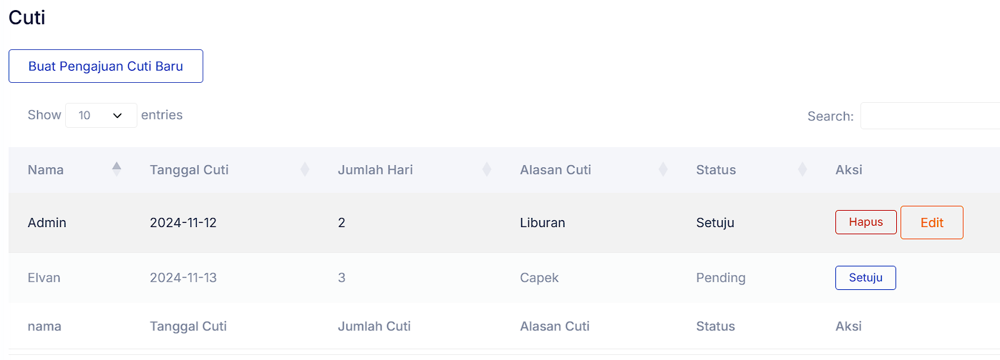 Cuti
Buat Pengajuan Cuti Baru
Show 10 entries Search:
Nama Tanggal Cuti Jumlah Hari Alasan Cuti Status Aksi
Admin 2024-11-12 2 Liburan Setuju Hapus Edit
Elvan 2024-11-13 3 Capek Pending Setuju
nama Tanggal Cuti Jumlah Cuti Alasan Cuti Status Aksi